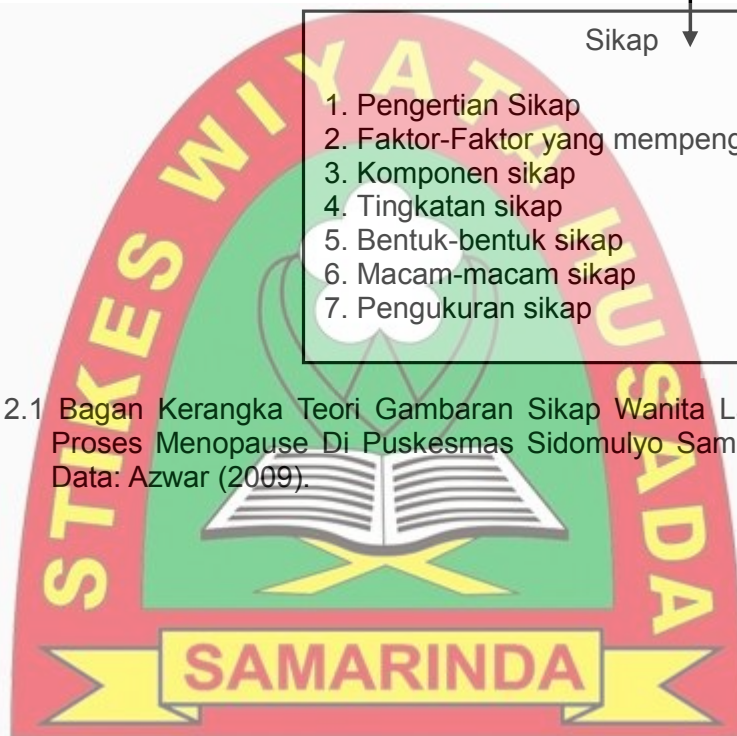 Sikap
1. Pengertian Sikap
2. Faktor-Faktor yang mempeng
3. Komponen sikap
4. Tingkatan sikap
5. Bentuk-bentuk sikap
6. Macam-macam sikap
7. Pengukuran sikap
2.1 Bagan Kerangka Teori Gambaran Sikap Wanita L
Proses Menopause Di Puskesmas Sidomulyo Sam
Data: Azwar (2009).
STIKES WIYATA HUSADA
SAMARINDA